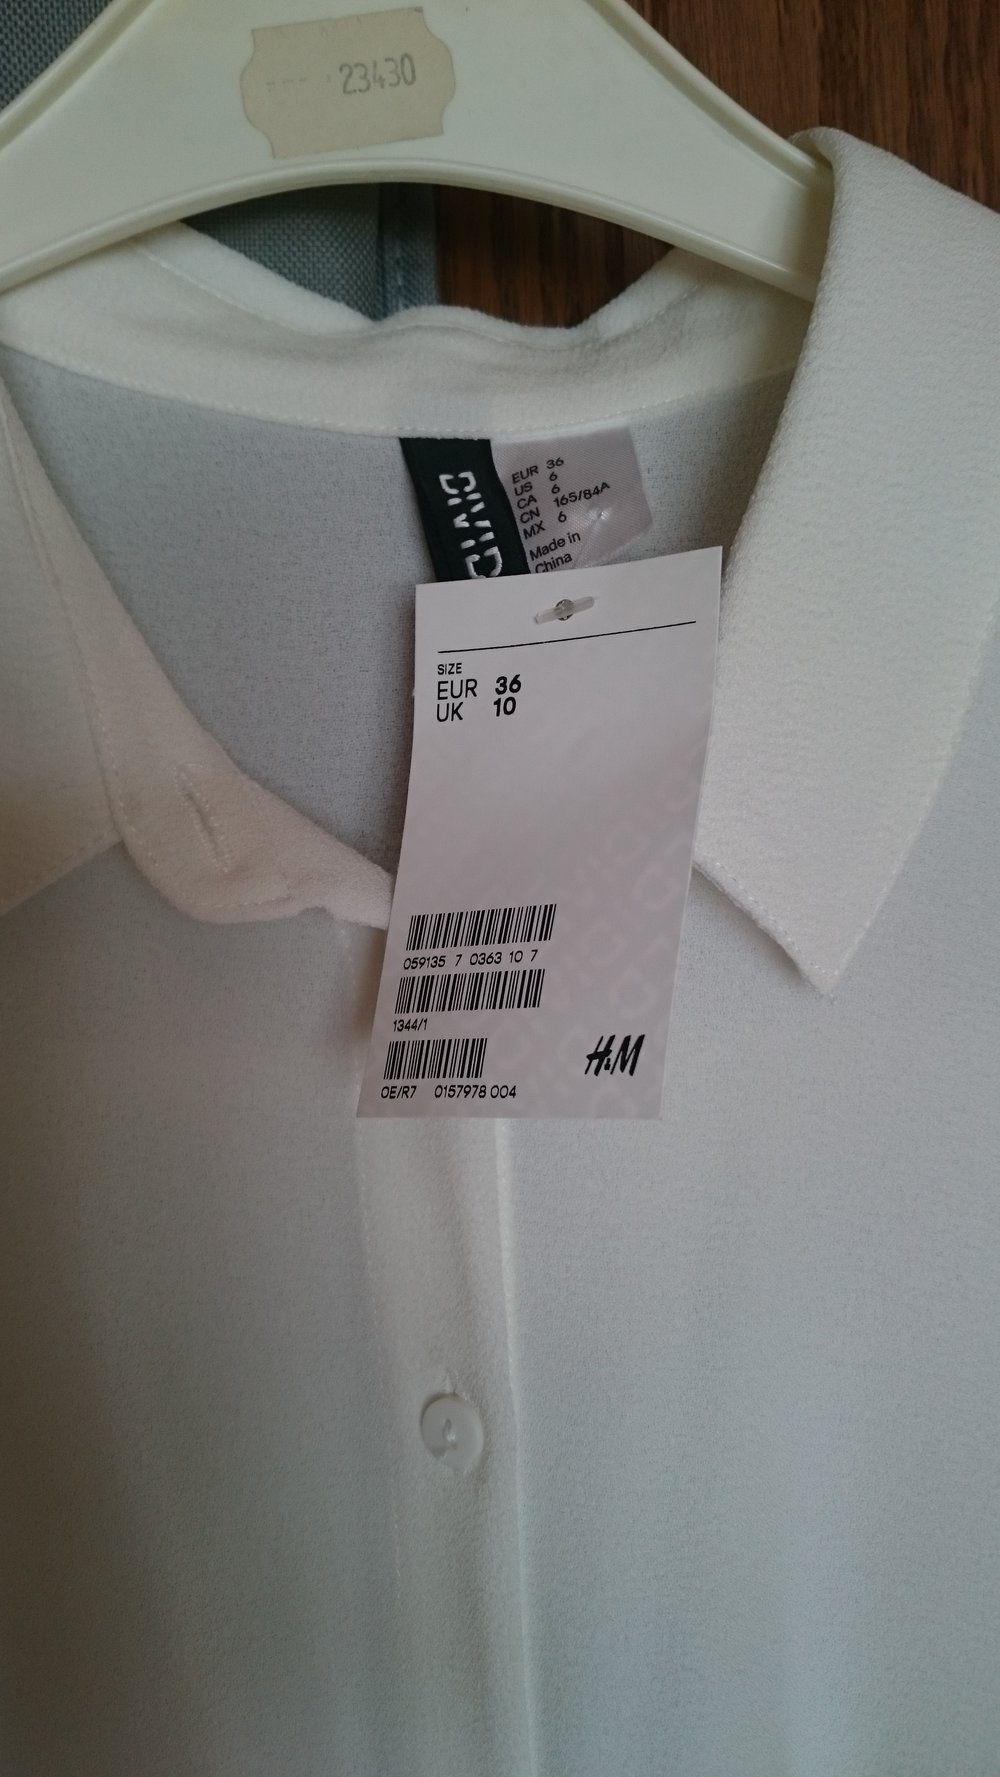 23430
DIVID
EUR 36
US 6
CA 6
CN 165/84A
MX 6
Made in
China
SIZE
EUR 36
UK 10
059135 7 0363 10 7
1344/1
H&M
OE/R7 0157978 004